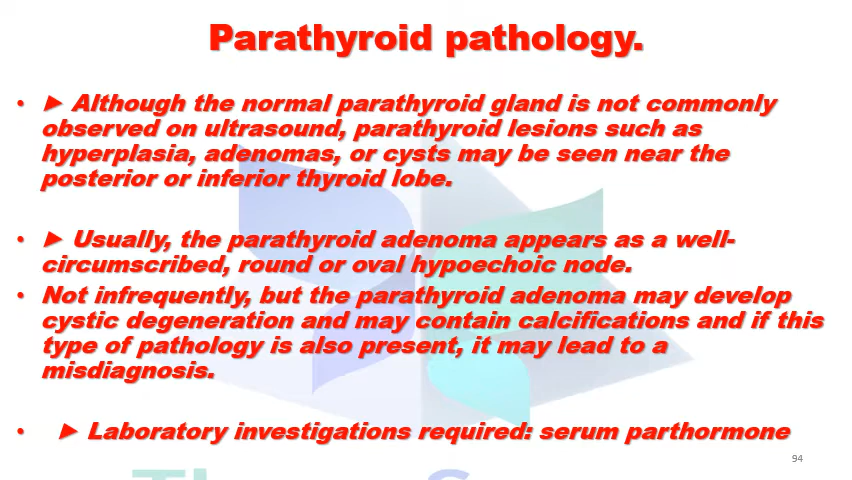 Parathyroid pathology.
• ► Although the normal parathyroid gland is not commonly
observed on ultrasound, parathyroid lesions such as
hyperplasia, adenomas, or cysts may be seen near the
posterior or inferior thyroid lobe.
• ► Usually, the parathyroid adenoma appears as a well-
circumscribed, round or oval hypoechoic node.
• Not infrequently, but the parathyroid adenoma may develop
cystic degeneration and may contain calcifications and if this
type of pathology is also present, it may lead to a
misdiagnosis.
• ► Laboratory investigations required: serum parthormone
94